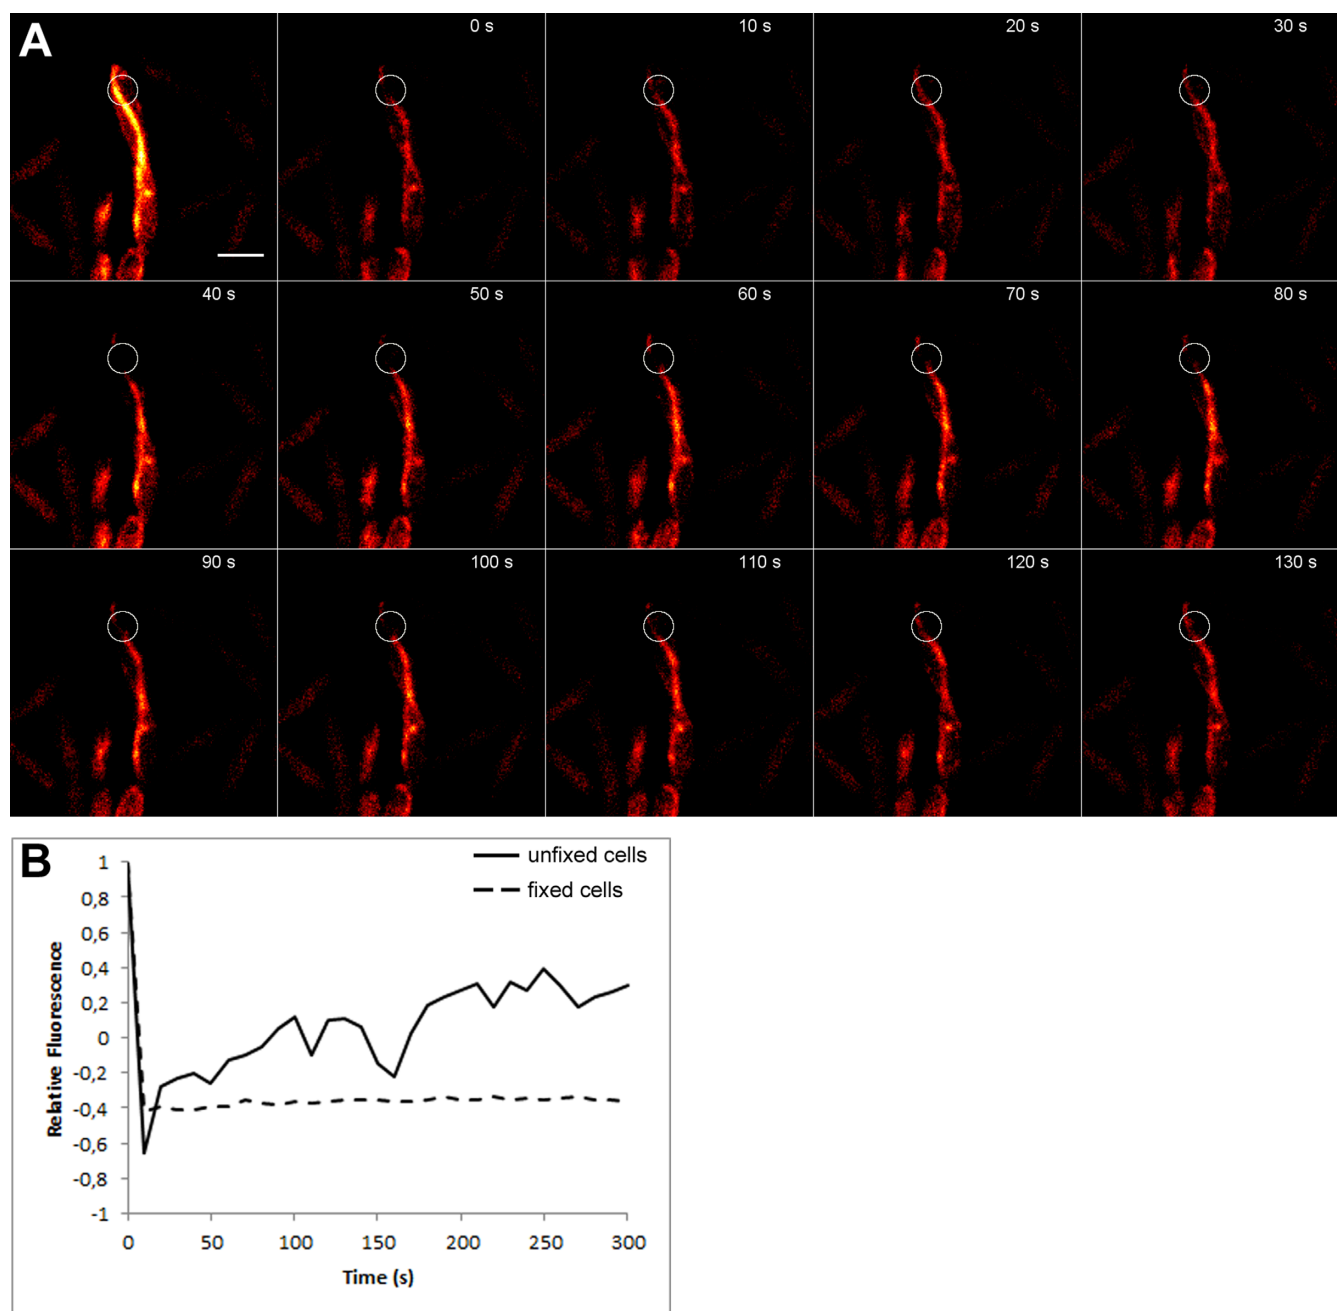 A
0 s
10 s
20 s
30 s
40 s
50 s
60 s
70 s
80 s
90 s
100 s
110 s
120 s
130 s
B
unfixed cells
fixed cells
Relative Fluorescence
1
0,8
0,6
0,4
0,2
0
-0,2
-0,4
-0,6
-0,8
-1
0 50 100 150 200 250 300
Time (s)